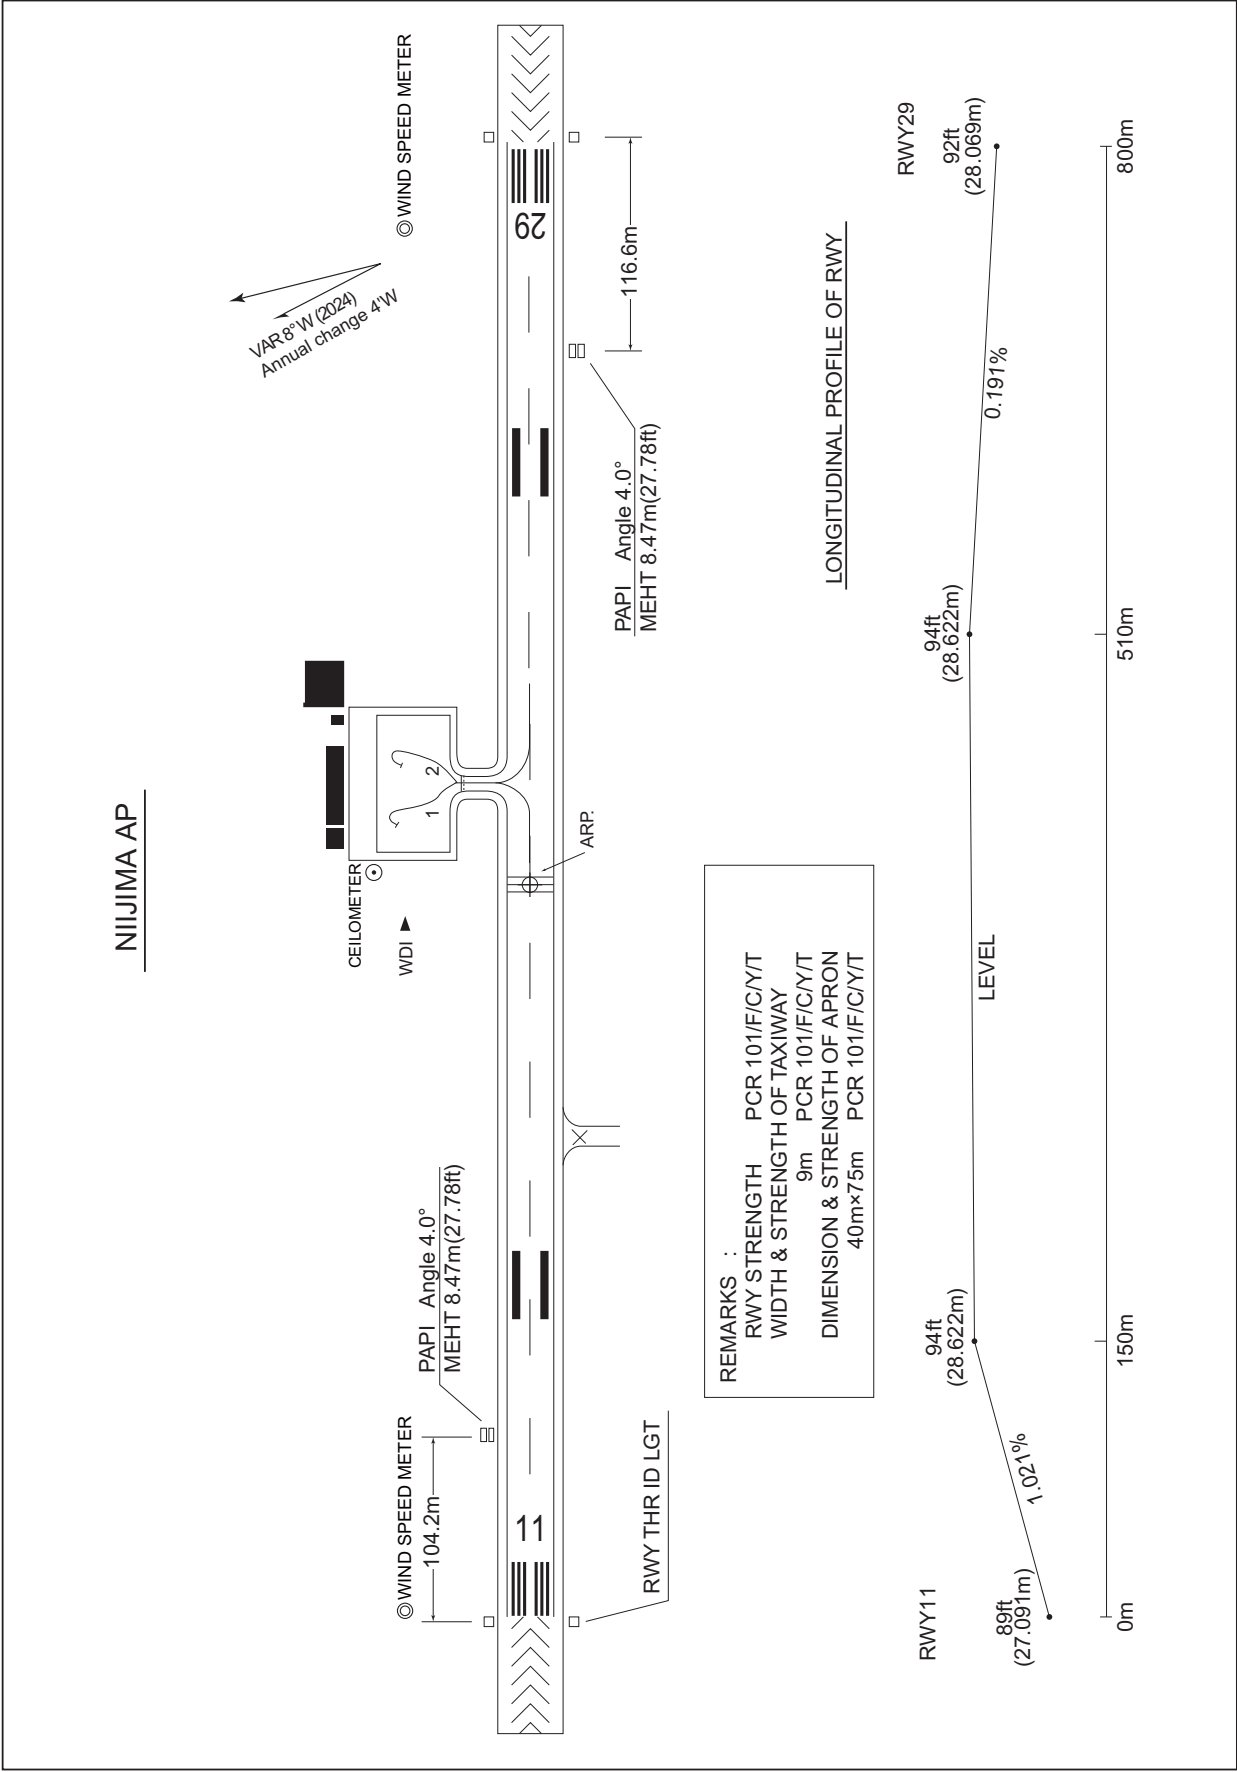 NIIJIMA AP
VAR 8° W (2024)
Annual change 4'W
WIND SPEED METER
CEILOMETER
WDI
1
2
WIND SPEED METER
104.2m
PAPI Angle 4.0°
MEHT 8.47m(27.78ft)
11
29
ARP.
116.6m
PAPI Angle 4.0°
MEHT 8.47m(27.78ft)
RWY THR ID LGT
REMARKS :
RWY STRENGTH PCR 101/F/C/Y/T
WIDTH & STRENGTH OF TAXIWAY
9m PCR 101/F/C/Y/T
DIMENSION & STRENGTH OF APRON
40m×75m PCR 101/F/C/Y/T
LONGITUDINAL PROFILE OF RWY
RWY11
89ft
(27.091m)
1.021%
94ft
(28.622m)
LEVEL
94ft
(28.622m)
0.191%
RWY29
92ft
(28.069m)
0m
150m
510m
800m